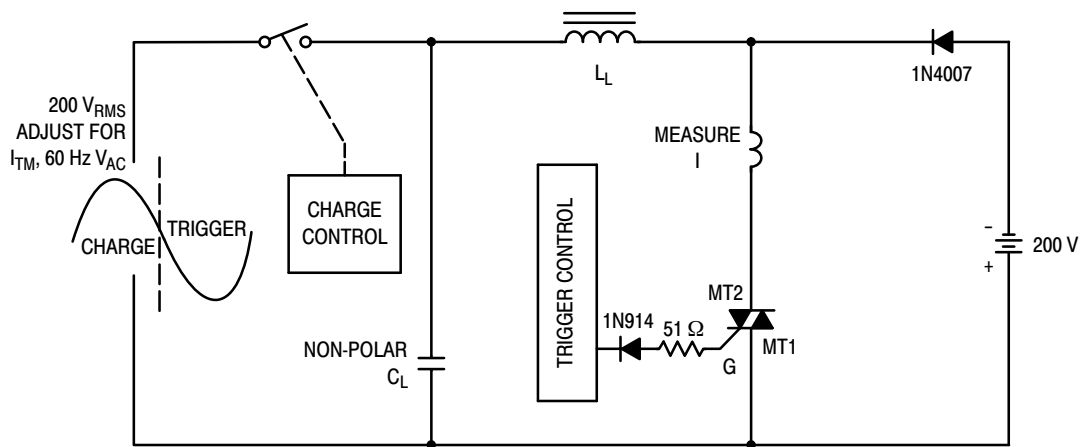 1N4007
L_L
200 V_RMS
ADJUST FOR
I_TM, 60 Hz V_AC
MEASURE
I
TRIGGER
CHARGE
CHARGE
CONTROL
TRIGGER CONTROL
-
+
200 V
MT2
1N914
51 Ω
MT1
G
NON-POLAR
C_L